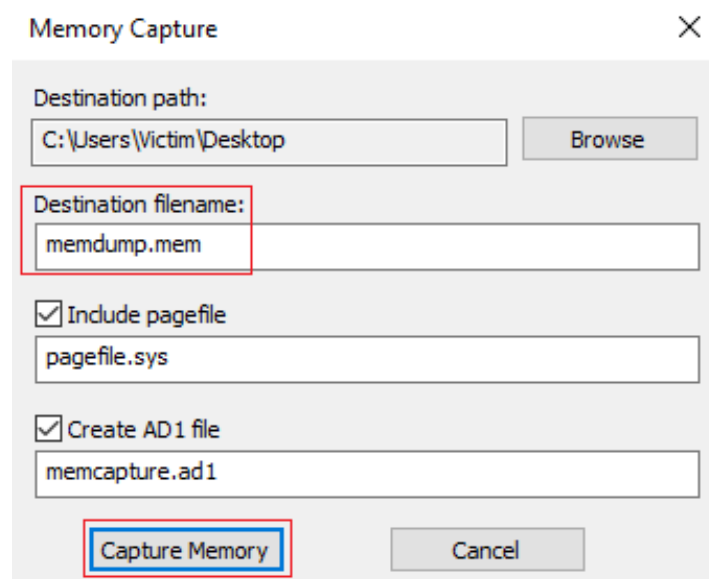 Memory Capture
Destination path:
C:\Users\Victim\Desktop
Browse
Destination filename:
memdump.mem
Include pagefile
pagefile.sys
Create AD1 file
memcapture.ad1
Capture Memory
Cancel